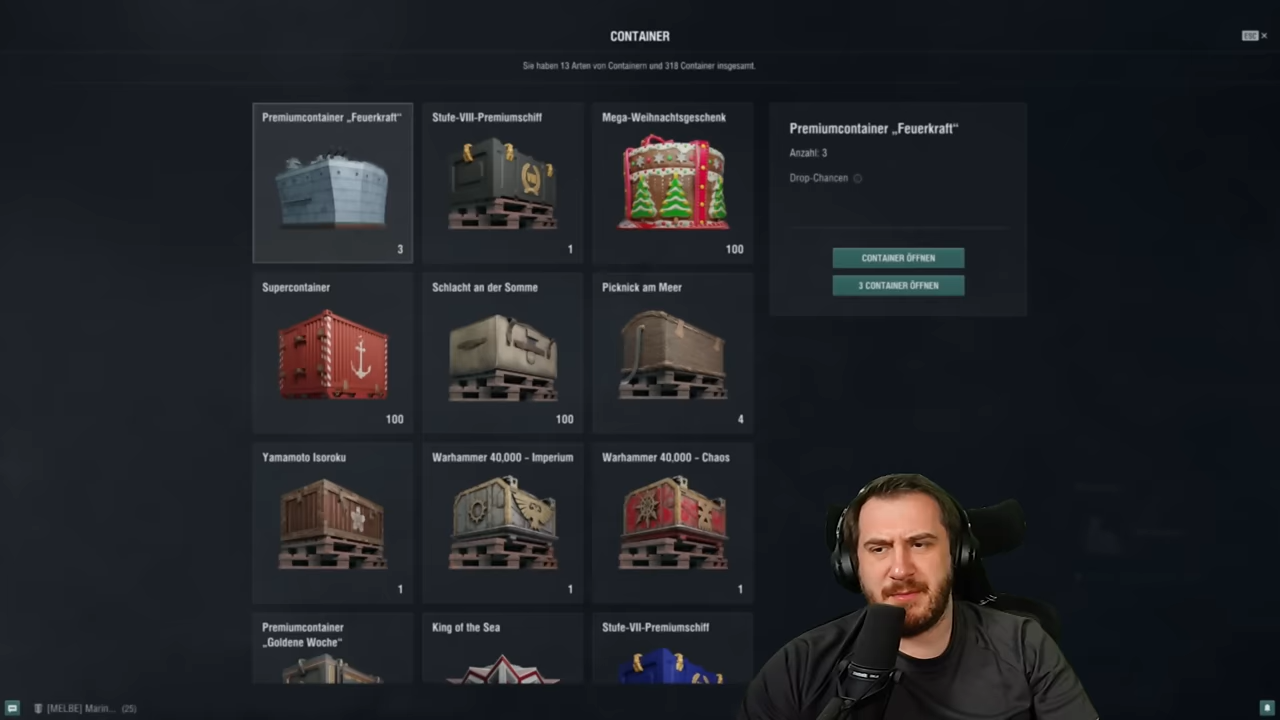 CONTAINER
ESC ×
Sie haben 13 Arten von Containern und 318 Container insgesamt.
Premiumcontainer „Feuerkraft“
3
Stufe-VIII-Premiumschiff
1
Mega-Weihnachtsgeschenk
100
Premiumcontainer „Feuerkraft“
Anzahl: 3
Drop-Chancen
CONTAINER ÖFFNEN
3 CONTAINER ÖFFNEN
Supercontainer
100
Schlacht an der Somme
100
Picknick am Meer
4
Yamamoto Isoroku
1
Warhammer 40,000 – Imperium
1
Warhammer 40,000 – Chaos
1
Premiumcontainer
„Goldene Woche“
King of the Sea
Stufe-VII-Premiumschiff
[MELBE] Marin... (25)